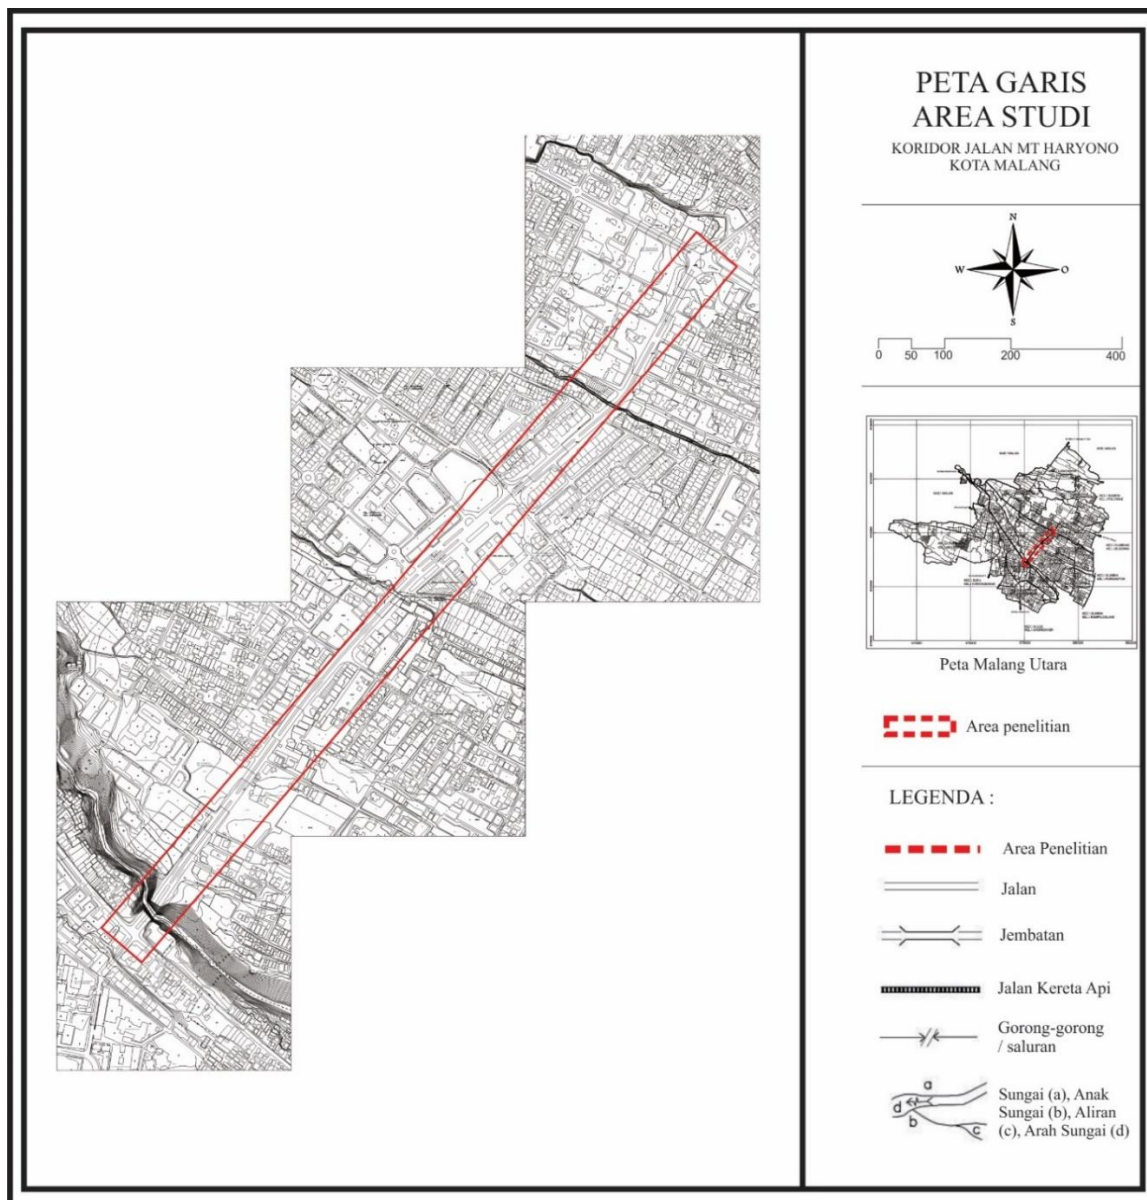 PETA GARIS
AREA STUDI
KORIDOR JALAN MT HARYONO
KOTA MALANG
N
W
O
S
0 50 100 200 400
Peta Malang Utara
Area penelitian
LEGENDA :
Area Penelitian
Jalan
Jembatan
Jalan Kereta Api
Gorong-gorong
/ saluran
a
d
b
c
Sungai (a), Anak
Sungai (b), Aliran
(c), Arah Sungai (d)